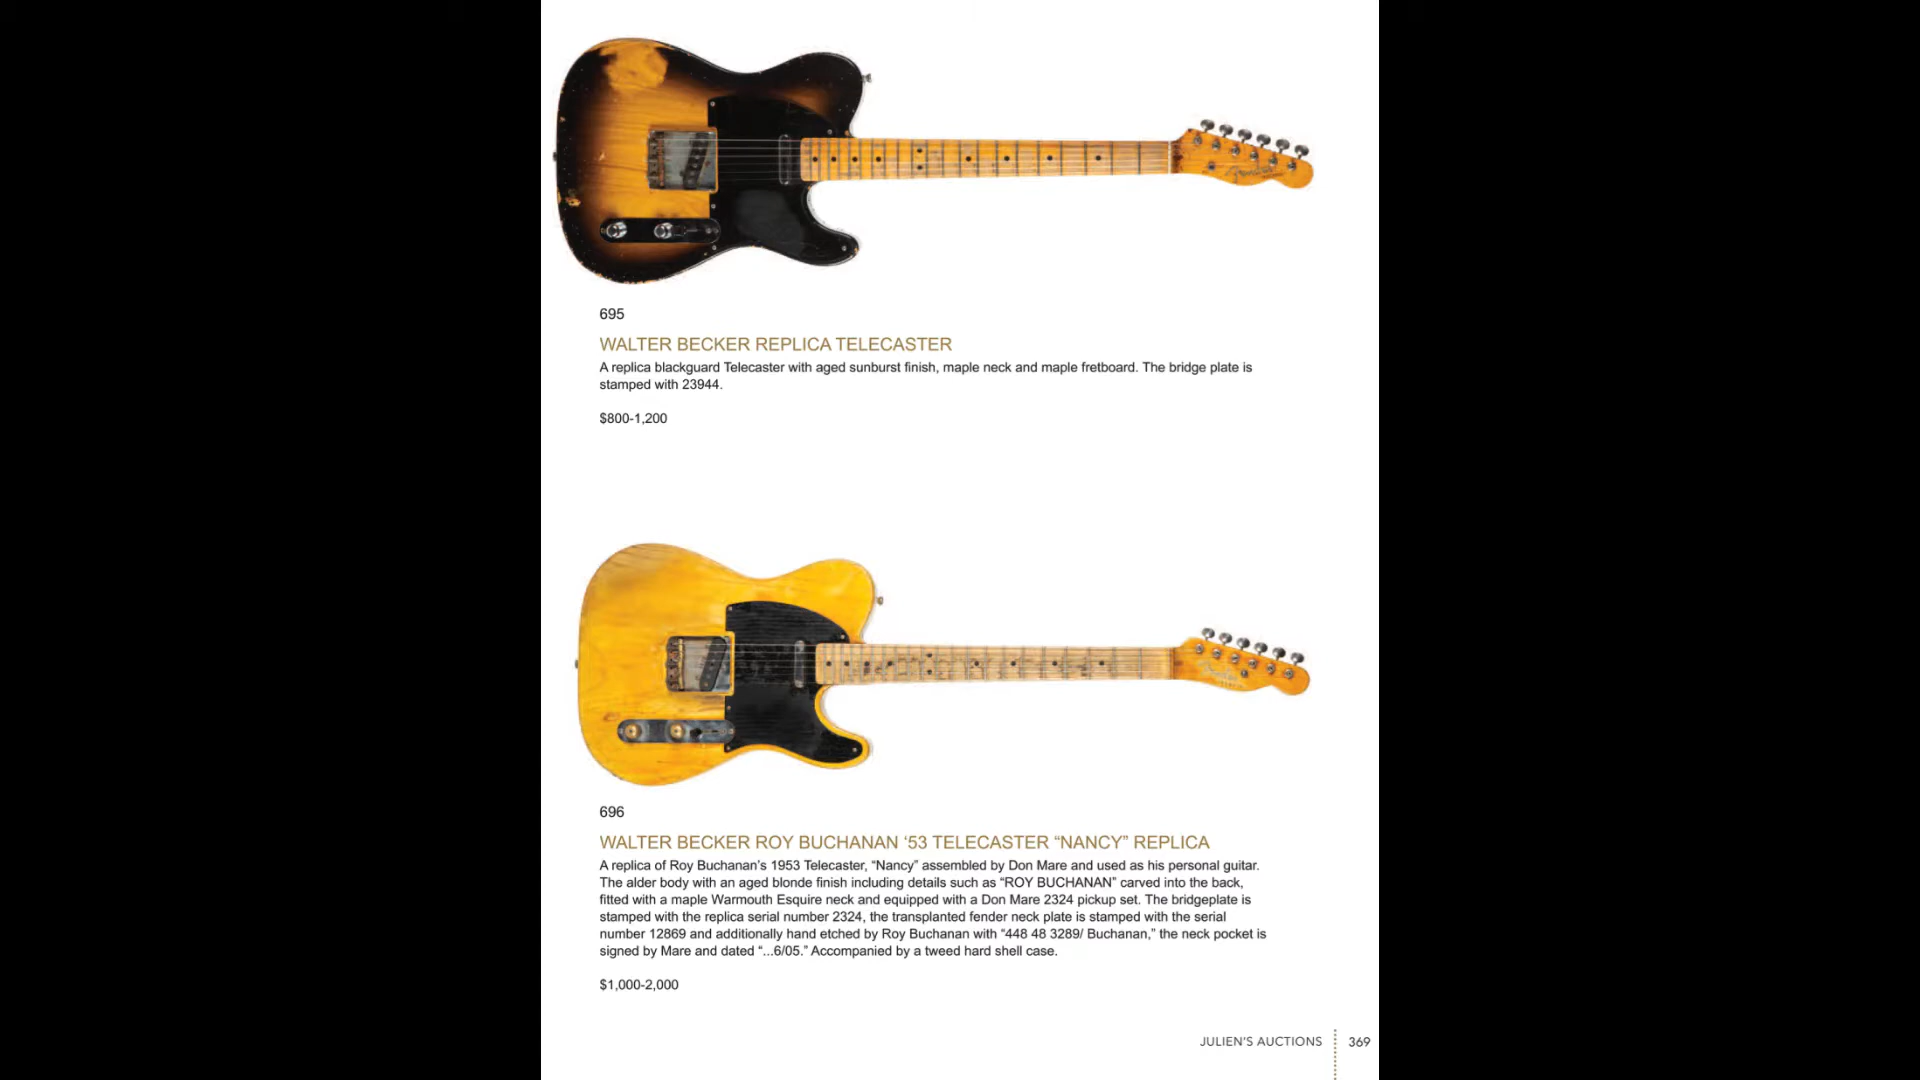 695
WALTER BECKER REPLICA TELECASTER
A replica blackguard Telecaster with aged sunburst finish, maple neck and maple fretboard. The bridge plate is
stamped with 23944.
$800-1,200
696
WALTER BECKER ROY BUCHANAN ‘53 TELECASTER “NANCY” REPLICA
A replica of Roy Buchanan’s 1953 Telecaster, “Nancy” assembled by Don Mare and used as his personal guitar.
The alder body with an aged blonde finish including details such as “ROY BUCHANAN” carved into the back,
fitted with a maple Warmouth Esquire neck and equipped with a Don Mare 2324 pickup set. The bridgeplate is
stamped with the replica serial number 2324, the transplanted fender neck plate is stamped with the serial
number 12869 and additionally hand etched by Roy Buchanan with “448 48 3289/ Buchanan,” the neck pocket is
signed by Mare and dated “...6/05.” Accompanied by a tweed hard shell case.
$1,000-2,000
JULIEN’S AUCTIONS 369